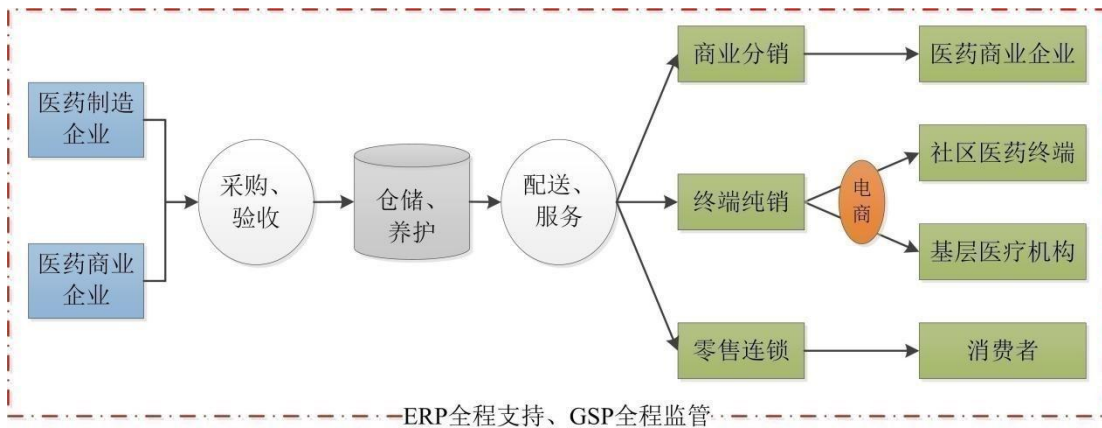 医药制造
企业
医药商业
企业
采购、
验收
仓储、
养护
配送、
服务
商业分销
医药商业企业
终端纯销
电
商
社区医药终端
基层医疗机构
零售连锁
消费者
ERP全程支持、GSP全程监管